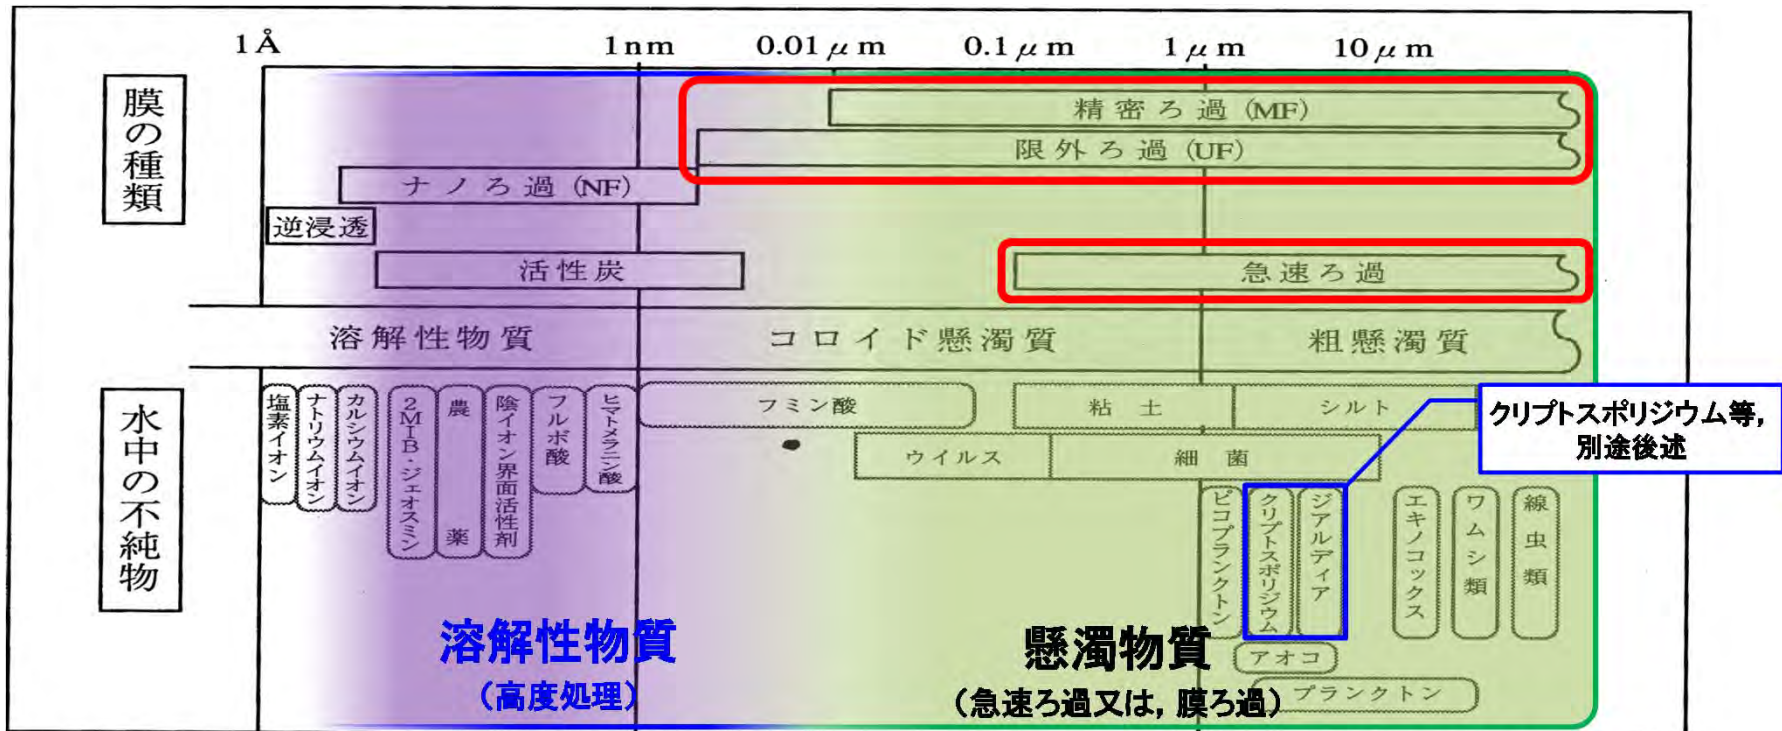 1Å 1nm 0.01μm 0.1μm 1μm 10μm
膜の種類
精密ろ過(MF)
限外ろ過(UF)
ナノろ過(NF)
逆浸透
活性炭
急速ろ過
溶解性物質
コロイド懸濁質
粗懸濁質
水中の不純物
塩素イオン
ナトリウムイオン
カルシウムイオン
2MIB・ジェオスミン
農薬
陰イオン界面活性剤
フルボ酸
ヒマトメラニン酸
フミン酸
粘土
シルト
ウイルス
細菌
ピコプランクトン
クリプトスポリジウム
ジアルディア
エキノコックス
ワムシ類
線虫類
アオコ
プランクトン
クリプトスポリジウム等,
別途後述
溶解性物質
(高度処理)
懸濁物質
(急速ろ過又は,膜ろ過)